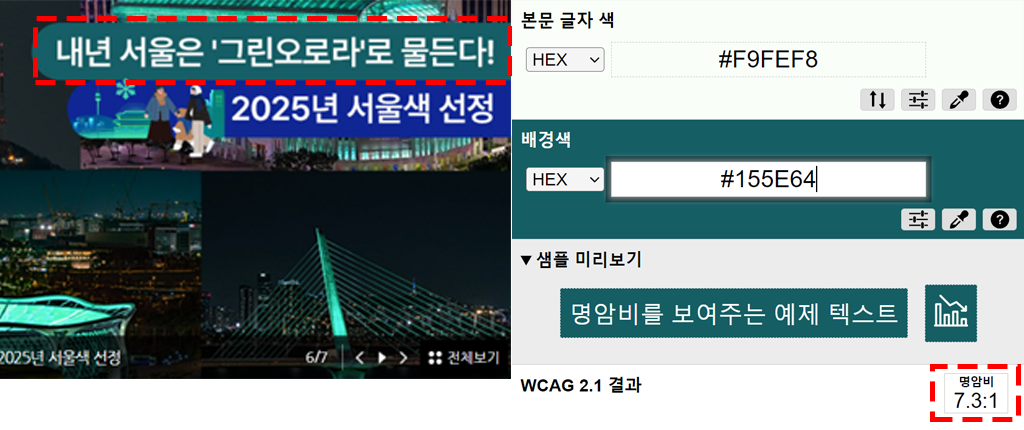 내년 서울은 '그린오로라'로 물든다!
2025년 서울색 선정
2025년 서울색 선정
6/7
전체보기
본문 글자 색
HEX
#F9FEF8
배경색
HEX
#155E64
▼ 샘플 미리보기
명암비를 보여주는 예제 텍스트
WCAG 2.1 결과
명암비
7.3:1